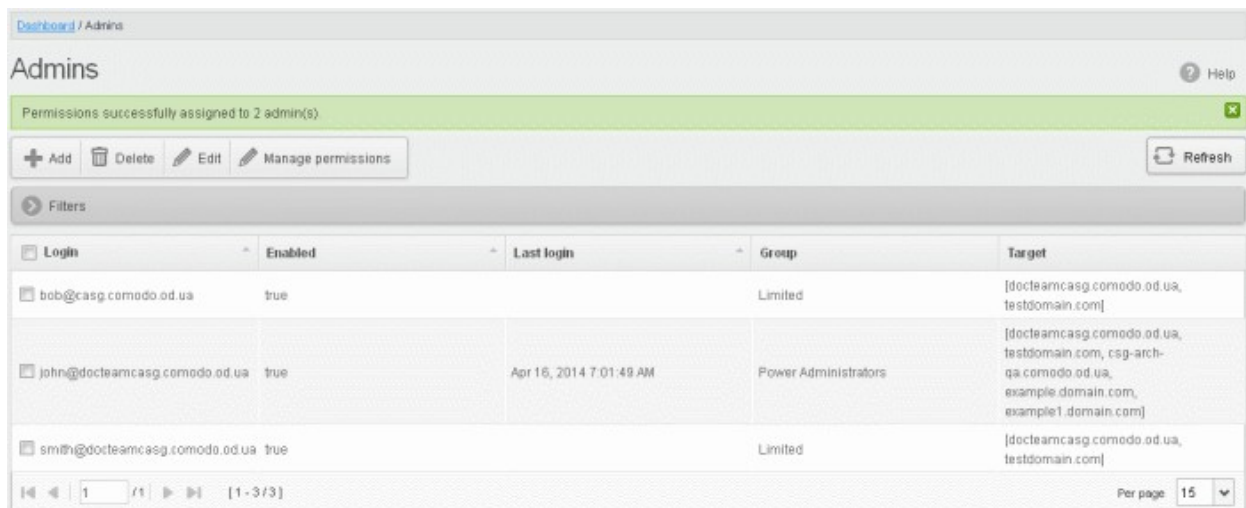 Dashboard / Admins
Admins
Help
Permissions successfully assigned to 2 admin(s).
Add Delete Edit Manage permissions
Refresh
Filters
Login Enabled Last login Group Target
bob@casg.comodo.od.ua true Limited [docteamcasg.comodo.od.ua,
testdomain.com]
john@docteamcasg.comodo.od.ua true Apr 16, 2014 7:01:49 AM Power Administrators [docteamcasg.comodo.od.ua,
testdomain.com, csg-arch-
qa.comodo.od.ua,
example.domain.com,
example1.domain.com]
smith@docteamcasg.comodo.od.ua true Limited [docteamcasg.comodo.od.ua,
testdomain.com]
1 /1 [1 - 3 / 3] Per page 15